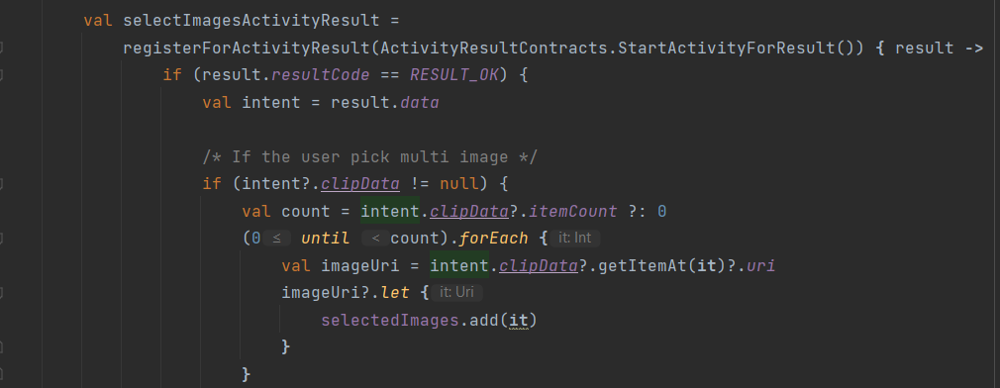 val selectImagesActivityResult =
registerForActivityResult(ActivityResultContracts.StartActivityForResult()) { result ->
if (result.resultCode == RESULT_OK) {
val intent = result.data
/* If the user pick multi image */
if (intent?.clipData != null) {
val count = intent.clipData?.itemCount ?: 0
(0 ≤ until < count).forEach { it: Int
val imageUri = intent.clipData?.getItemAt(it)?.uri
imageUri?.let { it: Uri
selectedImages.add(it)
}
}